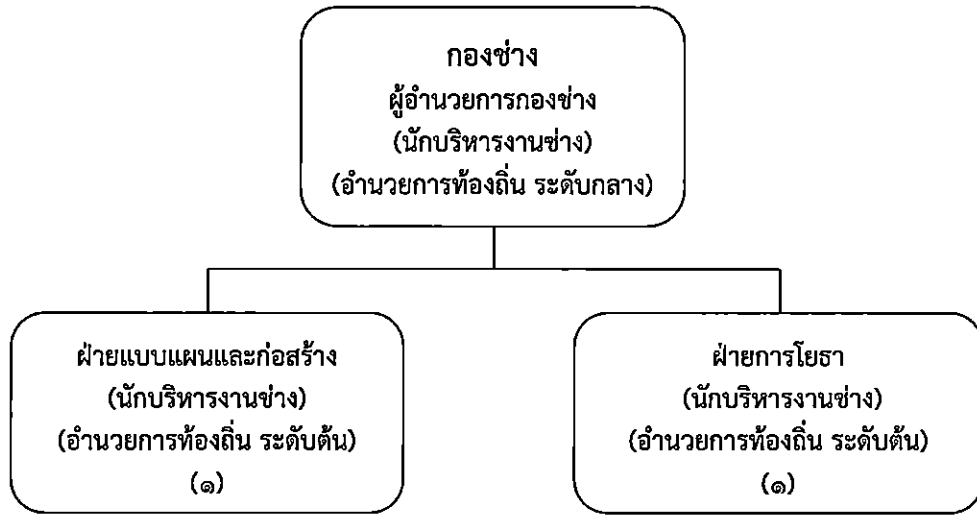 กองช่าง
ผู้อำนวยการกองช่าง
(นักบริหารงานช่าง)
(อำนวยการท้องถิ่น ระดับกลาง)
ฝ่ายแบบแผนและก่อสร้าง
(นักบริหารงานช่าง)
(อำนวยการท้องถิ่น ระดับต้น)
(๑)
ฝ่ายการโยธา
(นักบริหารงานช่าง)
(อำนวยการท้องถิ่น ระดับต้น)
(๑)